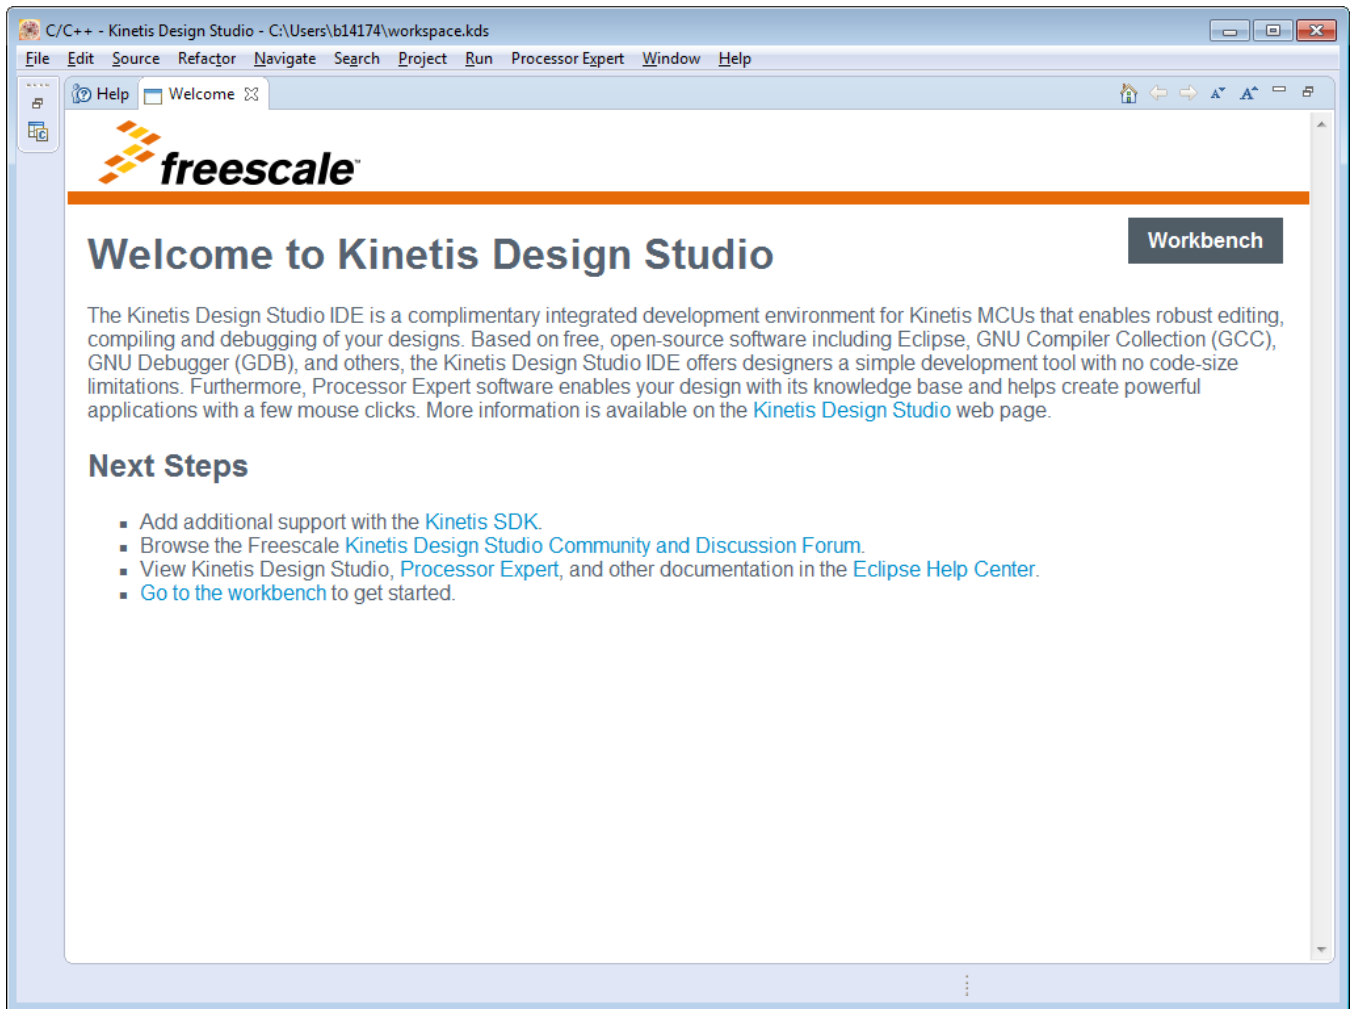 C/C++ - Kinetis Design Studio - C:\Users\b14174\workspace.kds
File Edit Source Refactor Navigate Search Project Run Processor Expert Window Help
Help Welcome
freescale™
Workbench
Welcome to Kinetis Design Studio
The Kinetis Design Studio IDE is a complimentary integrated development environment for Kinetis MCUs that enables robust editing,
compiling and debugging of your designs. Based on free, open-source software including Eclipse, GNU Compiler Collection (GCC),
GNU Debugger (GDB), and others, the Kinetis Design Studio IDE offers designers a simple development tool with no code-size
limitations. Furthermore, Processor Expert software enables your design with its knowledge base and helps create powerful
applications with a few mouse clicks. More information is available on the Kinetis Design Studio web page.
Next Steps
Add additional support with the Kinetis SDK.
Browse the Freescale Kinetis Design Studio Community and Discussion Forum.
View Kinetis Design Studio, Processor Expert, and other documentation in the Eclipse Help Center.
Go to the workbench to get started.